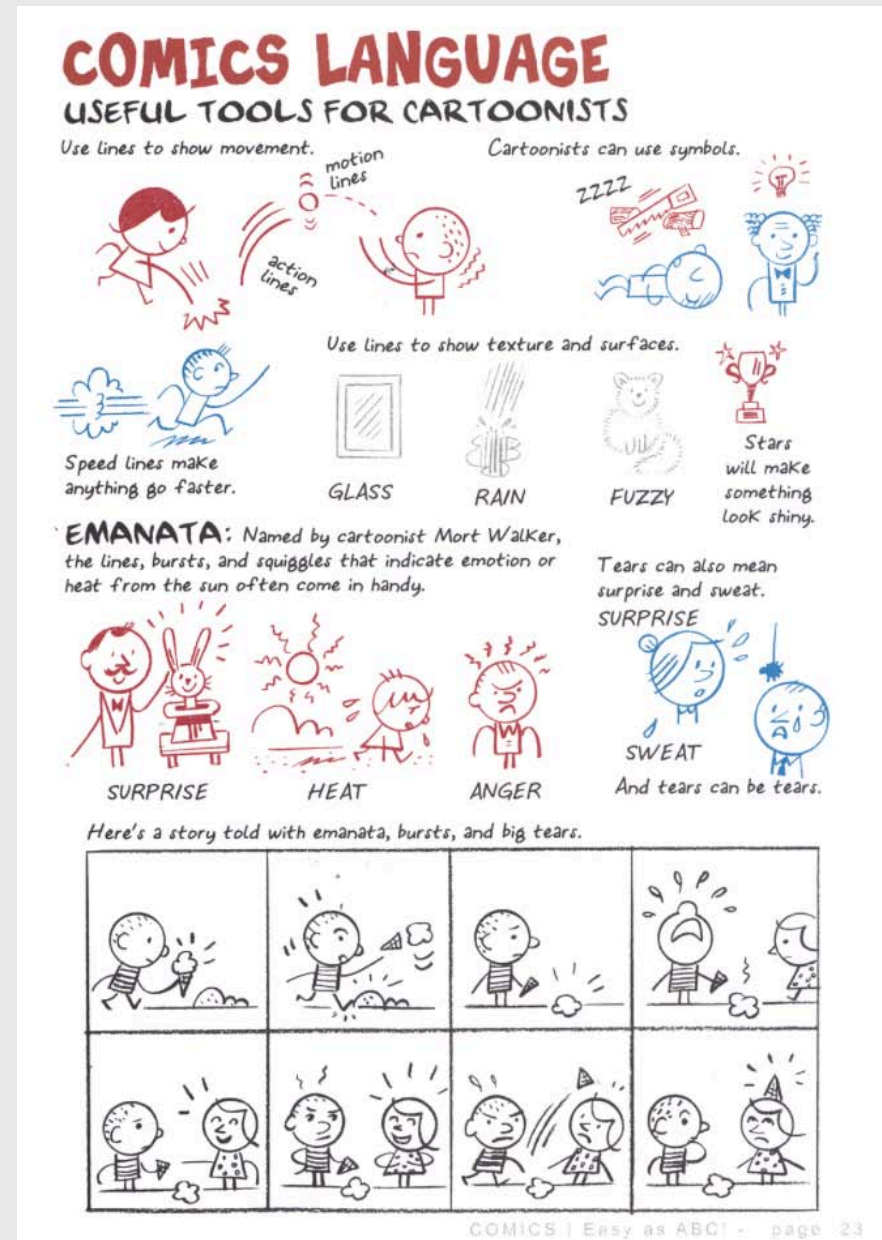 COMICS LANGUAGE
USEFUL TOOLS FOR CARTOONISTS
Use lines to show movement.
motion
lines
action
lines
Cartoonists can use symbols.
ZZZZ
Speed lines make
anything go faster.
Use lines to show texture and surfaces.
GLASS
RAIN
FUZZY
Stars
will make
something
look shiny.
EMANATA: Named by cartoonist Mort Walker,
the lines, bursts, and squiggles that indicate emotion or
heat from the sun often come in handy.
SURPRISE
HEAT
ANGER
Tears can also mean
surprise and sweat.
SURPRISE
SWEAT
And tears can be tears.
Here's a story told with emanata, bursts, and big tears.
COMICS | Easy as ABC! - page 23